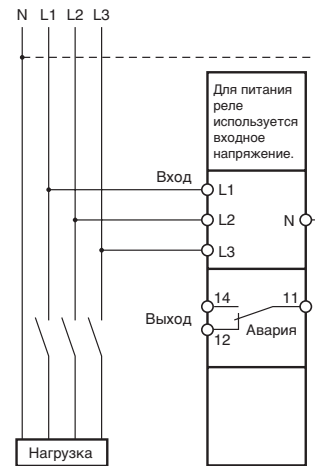 N L1 L2 L3
Для питания
реле
используется
входное
напряжение.
Вход
L1
L2
N
L3
14
11
Выход
Авария
12
Нагрузка